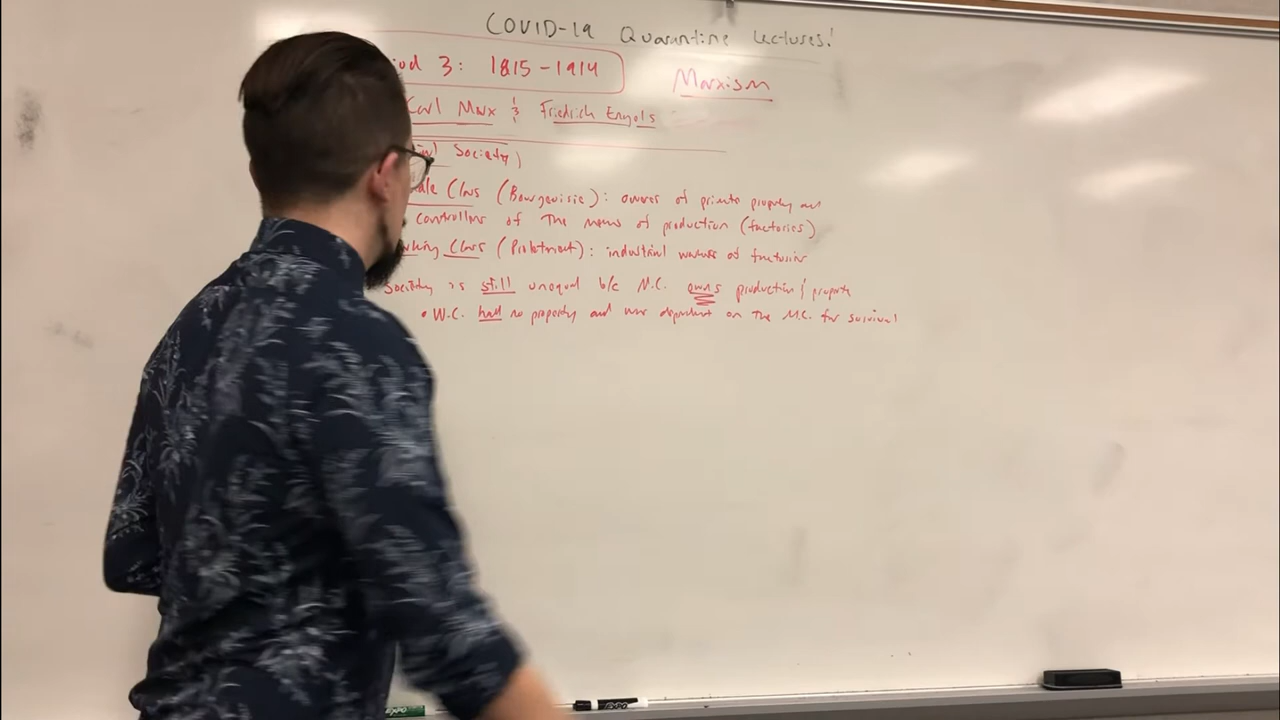 COVID-19 Quarantine Lectures!
iod 3: 1815-1914
Marxism
Carl Marx & Friedrich Engels
Society)
Class (Bourgeoisie): owners of private property and
controllers of the means of production (factories)
Class (Proletariat): industrial workers of factories
Society is still unequal b/c M.C. owns production & property
• W.C. had no property and was dependent on the M.C. for survival